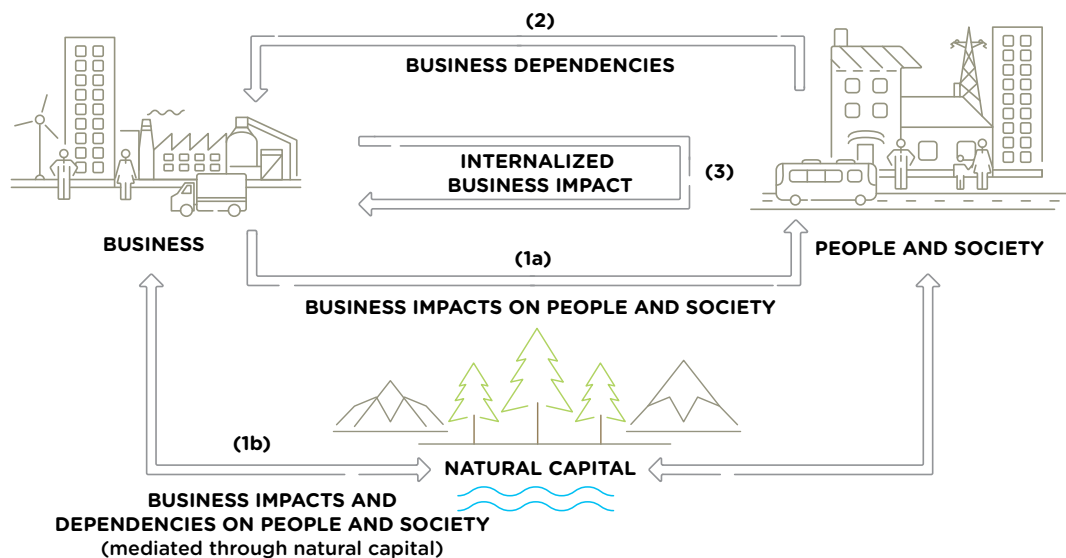 (2)
BUSINESS DEPENDENCIES
INTERNALIZED
BUSINESS IMPACT
(3)
BUSINESS
PEOPLE AND SOCIETY
(1a)
BUSINESS IMPACTS ON PEOPLE AND SOCIETY
(1b)
NATURAL CAPITAL
BUSINESS IMPACTS AND
DEPENDENCIES ON PEOPLE AND SOCIETY
(mediated through natural capital)